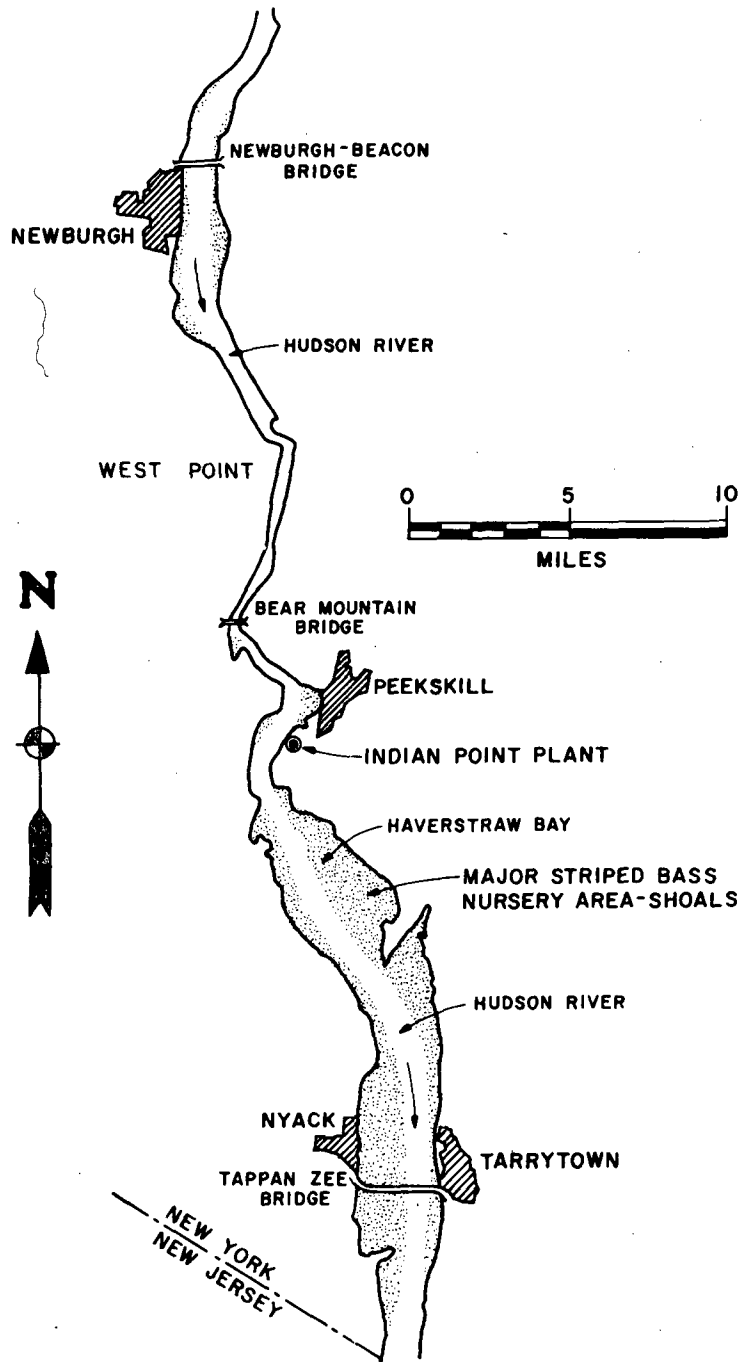 NEWBURGH-BEACON
BRIDGE
NEWBURGH
HUDSON RIVER
WEST POINT
0 5 10
MILES
N
BEAR MOUNTAIN
BRIDGE
PEEKSKILL
INDIAN POINT PLANT
HAVERSTRAW BAY
MAJOR STRIPED BASS
NURSERY AREA-SHOALS
HUDSON RIVER
NYACK
TARRYTOWN
TAPPAN ZEE
BRIDGE
NEW YORK
NEW JERSEY